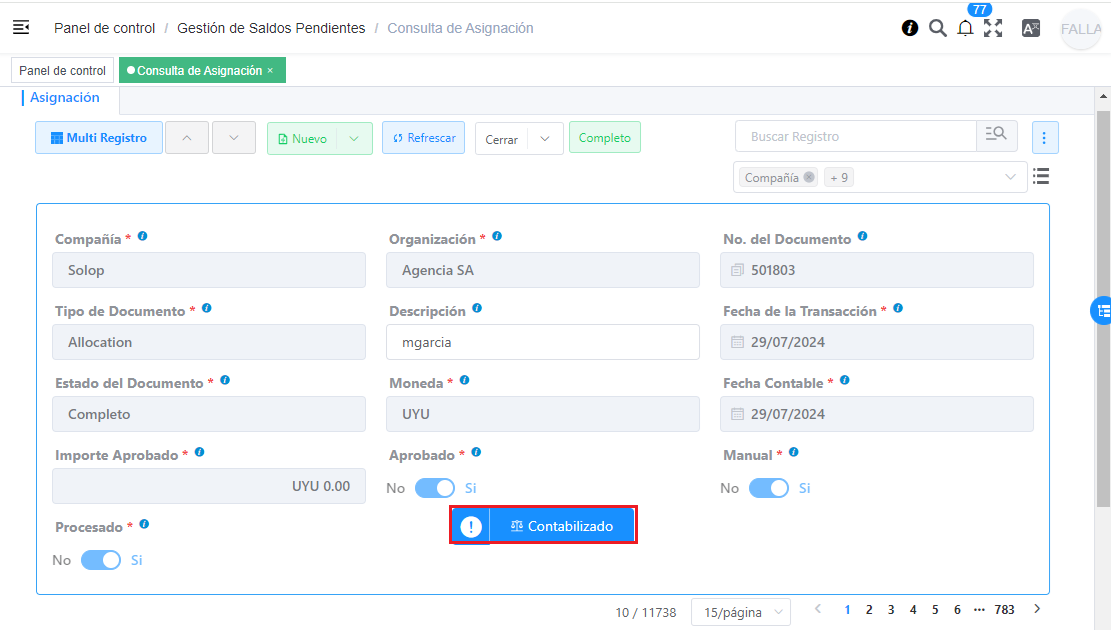 77
Panel de control / Gestión de Saldos Pendientes / Consulta de Asignación
FALLA
Panel de control
Consulta de Asignación ×
Asignación
Multi Registro
Nuevo
Refrescar
Cerrar
Completo
Buscar Registro
Compañía
+ 9
Compañía *
Organización *
No. del Documento
Solop
Agencia SA
501803
Tipo de Documento *
Descripción
Fecha de la Transacción *
Allocation
mgarcia
29/07/2024
Estado del Documento *
Moneda *
Fecha Contable *
Completo
UYU
29/07/2024
Importe Aprobado *
Aprobado *
Manual *
UYU 0.00
No Si
No Si
Procesado *
Contabilizado
No Si
10 / 11738
15/página
1 2 3 4 5 6 ••• 783